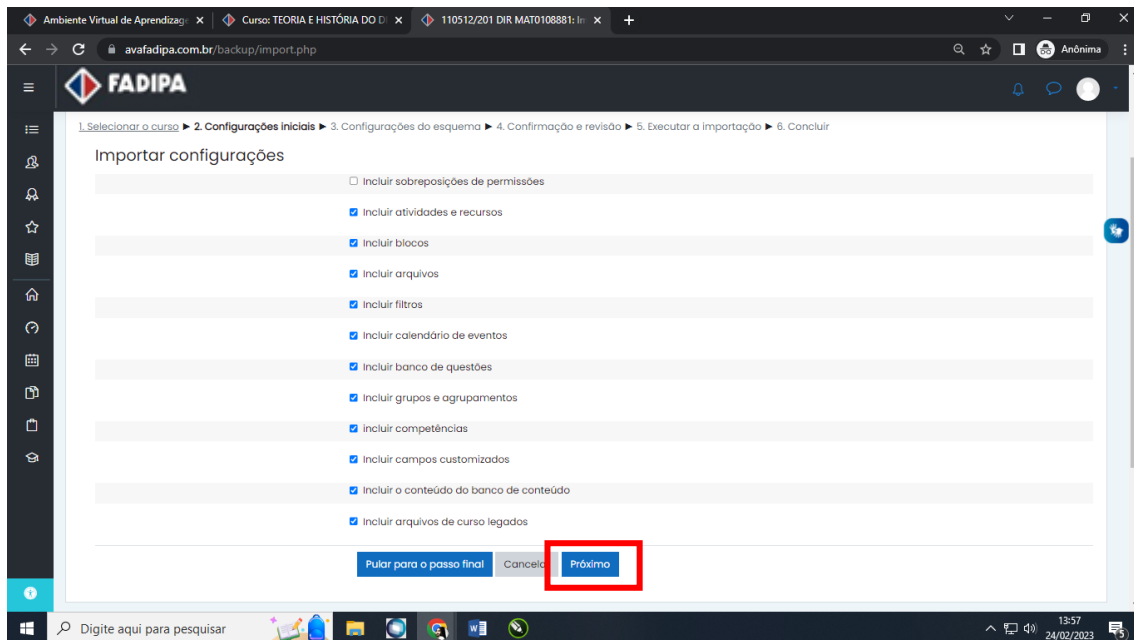 Ambiente Virtual de Aprendizage
Curso: TEORIA E HISTÓRIA DO D
110512/201 DIR MAT0108881: Im
avafadipa.com.br/backup/import.php
Anônima
FADIPA
1. Selecionar o curso ► 2. Configurações iniciais ► 3. Configurações do esquema ► 4. Confirmação e revisão ► 5. Executar a importação ► 6. Concluir
Importar configurações
Incluir sobreposições de permissões
Incluir atividades e recursos
Incluir blocos
Incluir arquivos
Incluir filtros
Incluir calendário de eventos
Incluir banco de questões
Incluir grupos e agrupamentos
incluir competências
Incluir campos customizados
Incluir o conteúdo do banco de conteúdo
Incluir arquivos de curso legados
Pular para o passo final Cancela Próximo
Digite aqui para pesquisar
13:57
24/02/2023
5